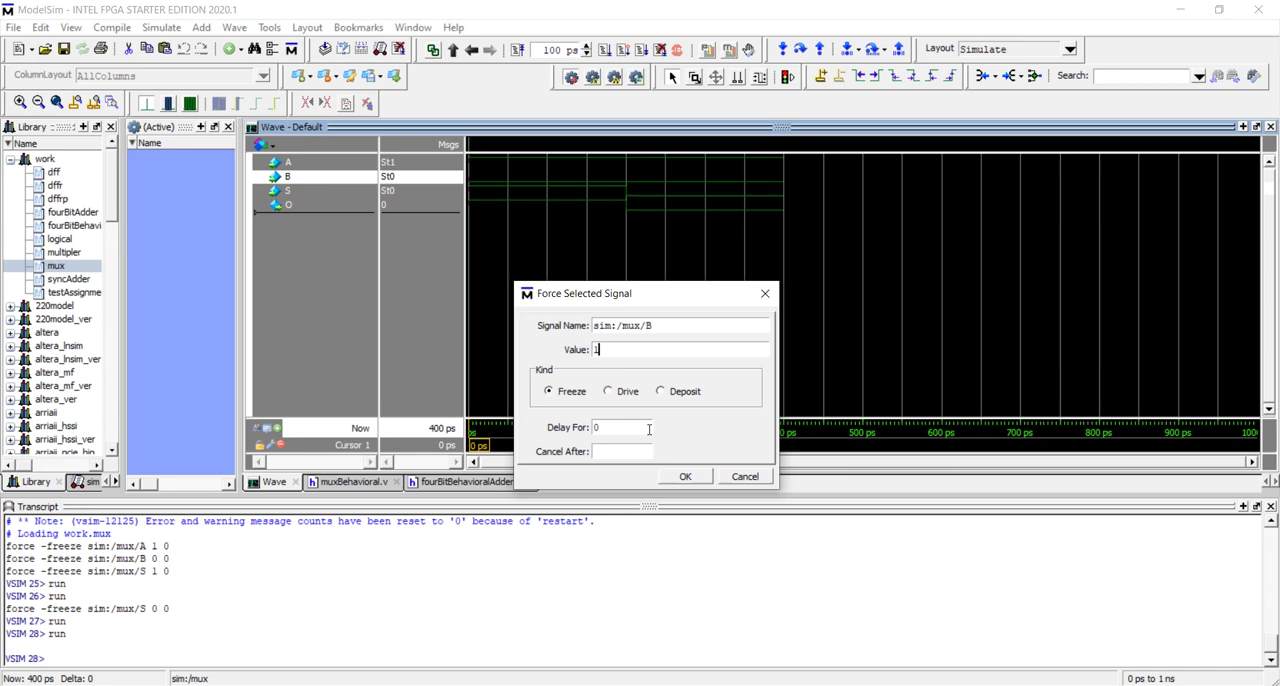 ModelSim - INTEL FPGA STARTER EDITION 2020.1
File Edit View Compile Simulate Add Wave Tools Layout Bookmarks Window Help
100 ps
Layout Simulate
ColumnLayout AllColumns
Search:
Library
(Active)
Wave - Default
Name
Name
Msgs
work
dff
dffr
dffrp
fourBitAdder
fourBitBehavi
logical
multipler
mux
syncAdder
testAssignme
220model
220model_ver
altera
altera_lnsim
altera_lnsim_ver
altera_mf
altera_mf_ver
altera_ver
arriaii
arriaii_hssi
arriaii_hssi_ver
arriaii_pcie_hip
A St1
B St0
S St0
O 0
Force Selected Signal
Signal Name: sim:/mux/B
Value: 1
Kind
Freeze Drive Deposit
Delay For: 0
Cancel After:
OK Cancel
Now 400 ps
Cursor 1 0 ps
ps
0 ps
0 ps 500 ps 600 ps 700 ps 800 ps 900 ps 100
Library sim
Wave muxBehavioral.v fourBitBehavioralAdder
Transcript
# ** Note: (vsim-12125) Error and warning message counts have been reset to '0' because of 'restart'.
# Loading work.mux
force -freeze sim:/mux/A 1 0
force -freeze sim:/mux/B 0 0
force -freeze sim:/mux/S 1 0
VSIM 25> run
VSIM 26> run
force -freeze sim:/mux/S 0 0
VSIM 27> run
VSIM 28> run
VSIM 28>
Now: 400 ps Delta: 0
sim:/mux
0 ps to 1 ns